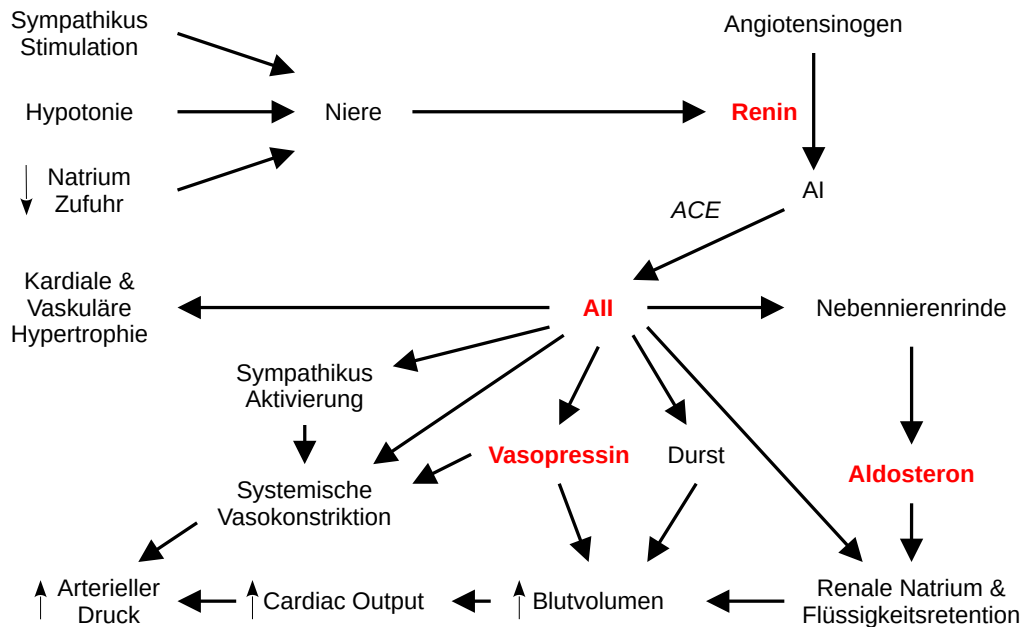 Sympathikus
Stimulation
Angiotensinogen
Hypotonie
Niere
Renin
Natrium
Zufuhr
AI
ACE
Kardiale &
Vaskuläre
Hypertrophie
AII
Nebennierenrinde
Sympathikus
Aktivierung
Vasopressin
Durst
Aldosteron
Systemische
Vasokonstriktion
Arterieller
Druck
Cardiac Output
Blutvolumen
Renale Natrium &
Flüssigkeitsretention